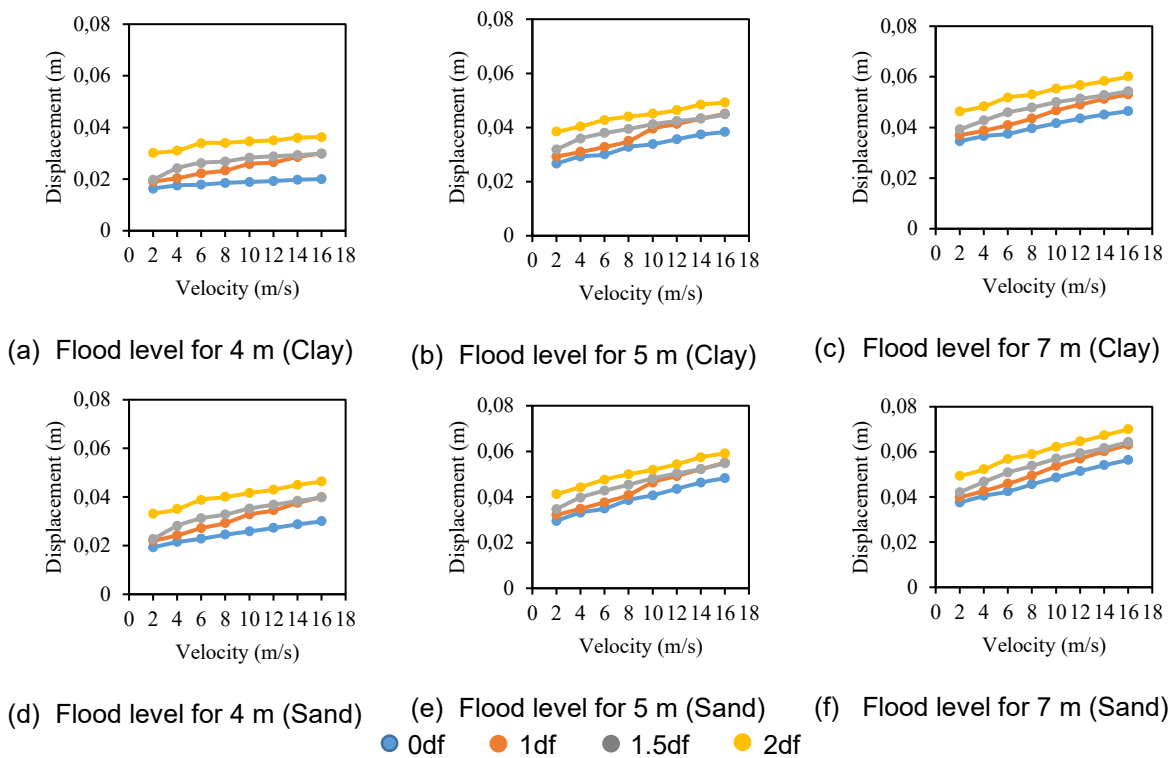 0,08
0,06
0,04
0,02
0
Displacement (m)
0 2 4 6 8 10 12 14 16 18
Velocity (m/s)
(a) Flood level for 4 m (Clay)
0,08
0,06
0,04
0,02
0
Displacement (m)
0 2 4 6 8 10 12 14 16 18
Velocity (m/s)
(b) Flood level for 5 m (Clay)
0,08
0,06
0,04
0,02
0
Dsiplacement (m)
0 2 4 6 8 10 12 14 16 18
Velocity (m/s)
(c) Flood level for 7 m (Clay)
0,08
0,06
0,04
0,02
0
Displacement (m)
0 2 4 6 8 10 12 14 16 18
Velocity (m/s)
(d) Flood level for 4 m (Sand)
0,08
0,06
0,04
0,02
0
Displacement (m)
0 2 4 6 8 10 12 14 16 18
Velocity (m/s)
(e) Flood level for 5 m (Sand)
0,08
0,06
0,04
0,02
0
Displacement (m)
0 2 4 6 8 10 12 14 16 18
Velocity (m/s)
(f) Flood level for 7 m (Sand)
0df 1df 1.5df 2df